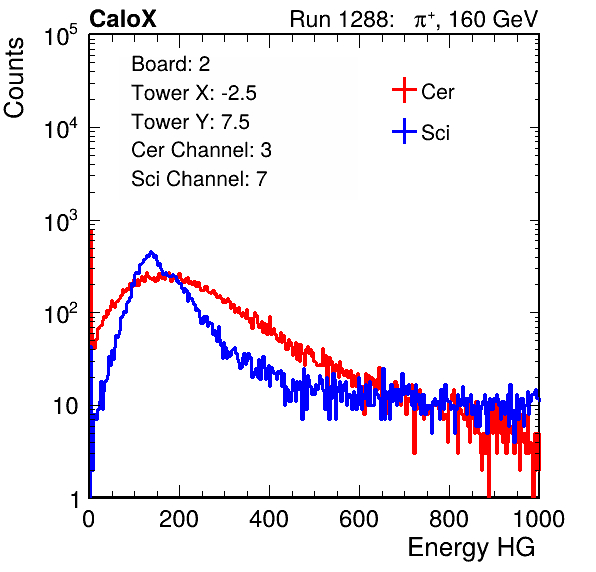 CaloX Run 1288: π⁺, 160 GeV
Counts
10⁵
10⁴
10³
10²
10
1
Board: 2
Tower X: -2.5
Tower Y: 7.5
Cer Channel: 3
Sci Channel: 7
Cer
Sci
0 200 400 600 800 1000
Energy HG